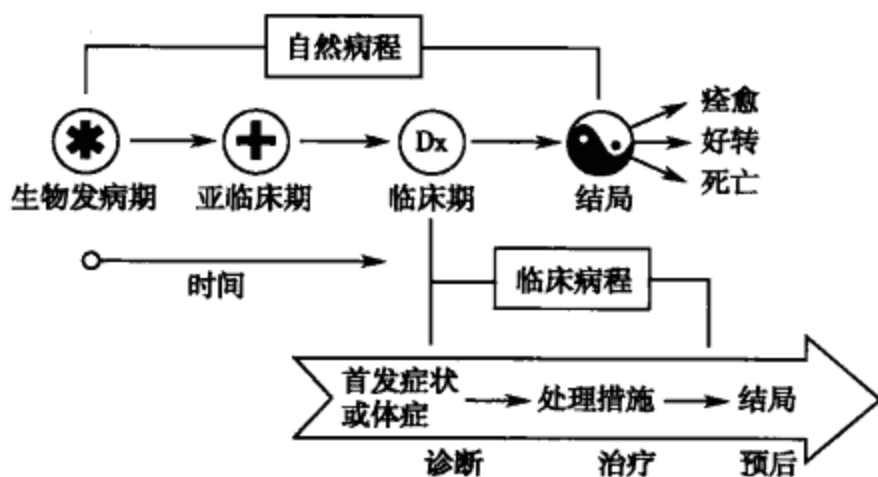 自然病程
Dx
痊愈
好转
死亡
生物发病期
亚临床期
临床期
结局
时间
临床病程
首发症状
或体症
处理措施
结局
诊断
治疗
预后